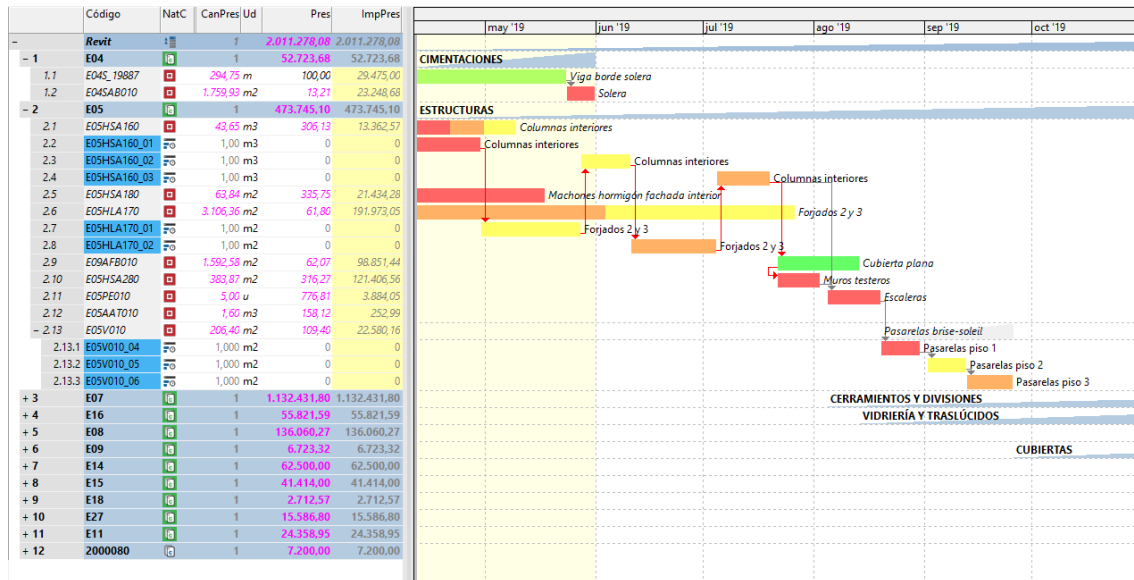 Código NatC CanPres Ud Pres ImpPres
may '19 jun '19 jul '19 ago '19 sep '19 oct '19
Revit 1 2.011.278,08 2.011.278,08
− 1 E04 1 52.723,68 52.723,68 CIMENTACIONES
1.1 E04S_19887 294,75 m 100,00 29.475,00 Viga borde solera
1.2 E04SAB010 1.759,93 m2 13,21 23.248,68 Solera
− 2 E05 1 473.745,10 473.745,10 ESTRUCTURAS
2.1 E05HSA160 43,65 m3 306,13 13.362,57 Columnas interiores
2.2 E05HSA160_01 1,00 m3 0 0 Columnas interiores
2.3 E05HSA160_02 1,00 m3 0 0 Columnas interiores
2.4 E05HSA160_03 1,00 m3 0 0 Columnas interiores
2.5 E05HSA180 63,84 m2 335,75 21.434,28 Machones hormigón fachada interior
2.6 E05HLA170 3.106,36 m2 61,80 191.973,05 Forjados 2 y 3
2.7 E05HLA170_01 1,00 m2 0 0 Forjados 2 y 3
2.8 E05HLA170_02 1,00 m2 0 0 Forjados 2 y 3
2.9 E09AFB010 1.592,58 m2 62,07 98.851,44 Cubierta plana
2.10 E05HSA280 383,87 m2 316,27 121.406,56 Muros testeros
2.11 E05PE010 5,00 u 776,81 3.884,05 Escaleras
2.12 E05AAT010 1,60 m3 158,12 252,99
− 2.13 E05V010 206,40 m2 109,40 22.580,16 Pasarelas brise-soleil
2.13.1 E05V010_04 1,000 m2 0 0 Pasarelas piso 1
2.13.2 E05V010_05 1,000 m2 0 0 Pasarelas piso 2
2.13.3 E05V010_06 1,000 m2 0 0 Pasarelas piso 3
+ 3 E07 1 1.132.431,80 1.132.431,80 CERRAMIENTOS Y DIVISIONES
+ 4 E16 1 55.821,59 55.821,59 VIDRIERÍA Y TRASLÚCIDOS
+ 5 E08 1 136.060,27 136.060,27
+ 6 E09 1 6.723,32 6.723,32 CUBIERTAS
+ 7 E14 1 62.500,00 62.500,00
+ 8 E15 1 41.414,00 41.414,00
+ 9 E18 1 2.712,57 2.712,57
+ 10 E27 1 15.586,80 15.586,80
+ 11 E11 1 24.358,95 24.358,95
+ 12 2000080 1 7.200,00 7.200,00